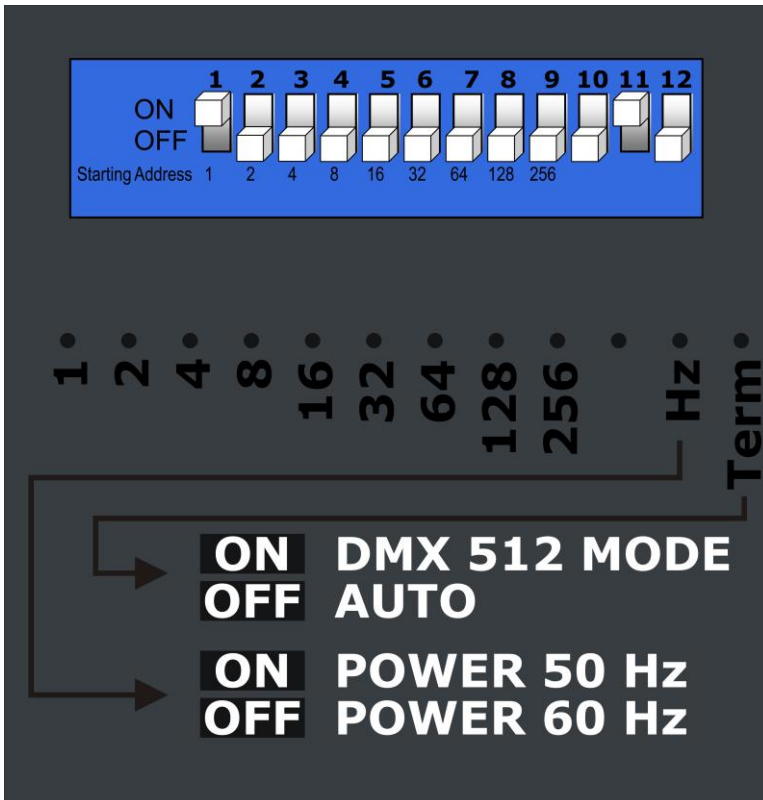 1 2 3 4 5 6 7 8 9 10 11 12
ON
OFF
Starting Address 1 2 4 8 16 32 64 128 256
1 2 4 8 16 32 64 128 256 Hz Term
ON DMX 512 MODE
OFF AUTO
ON POWER 50 Hz
OFF POWER 60 Hz